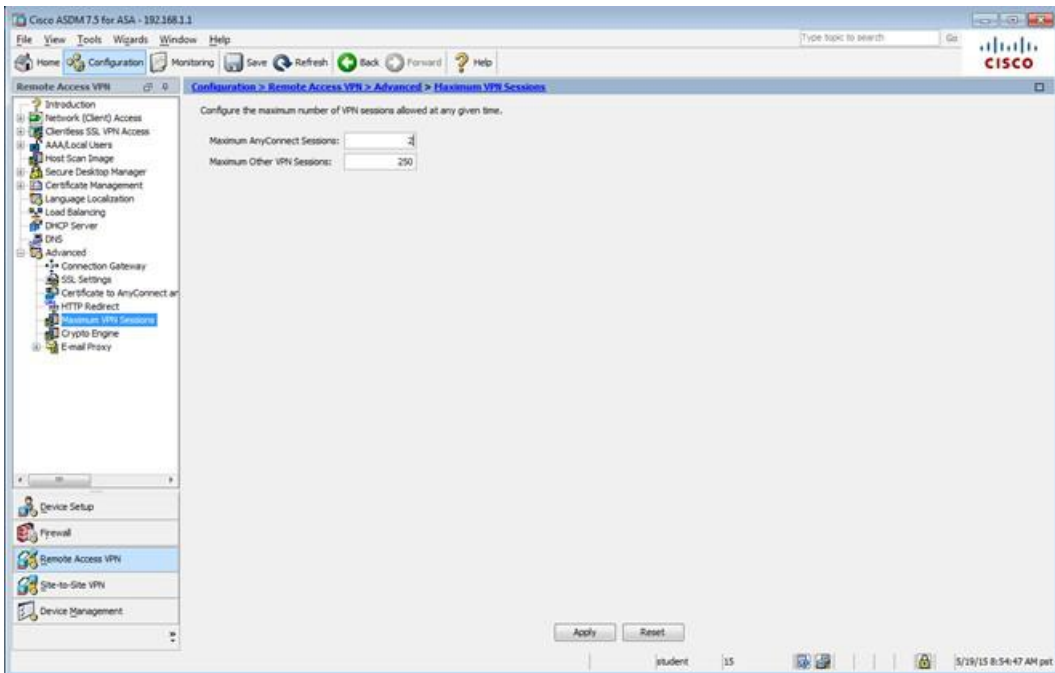 Cisco ASDM 7.5 for ASA - 192.168.1.1
File View Tools Wizards Window Help
Type topic to search
Go
CISCO
Home
Configuration
Monitoring
Save
Refresh
Back
Forward
Help
Remote Access VPN
Configuration > Remote Access VPN > Advanced > Maximum VPN Sessions
Introduction
Network (Client) Access
Clientless SSL VPN Access
AAA/Local Users
Host Scan Image
Secure Desktop Manager
Certificate Management
Language Localization
Load Balancing
DHCP Server
DNS
Advanced
Connection Gateway
SSL Settings
Certificate to AnyConnect ar
HTTP Redirect
Maximum VPN Sessions
Crypto Engine
E-mail Proxy
Configure the maximum number of VPN sessions allowed at any given time.
Maximum AnyConnect Sessions: 2
Maximum Other VPN Sessions: 250
Device Setup
Firewall
Remote Access VPN
Site-to-Site VPN
Device Management
Apply
Reset
student
15
5/19/15 8:54:47 AM pst